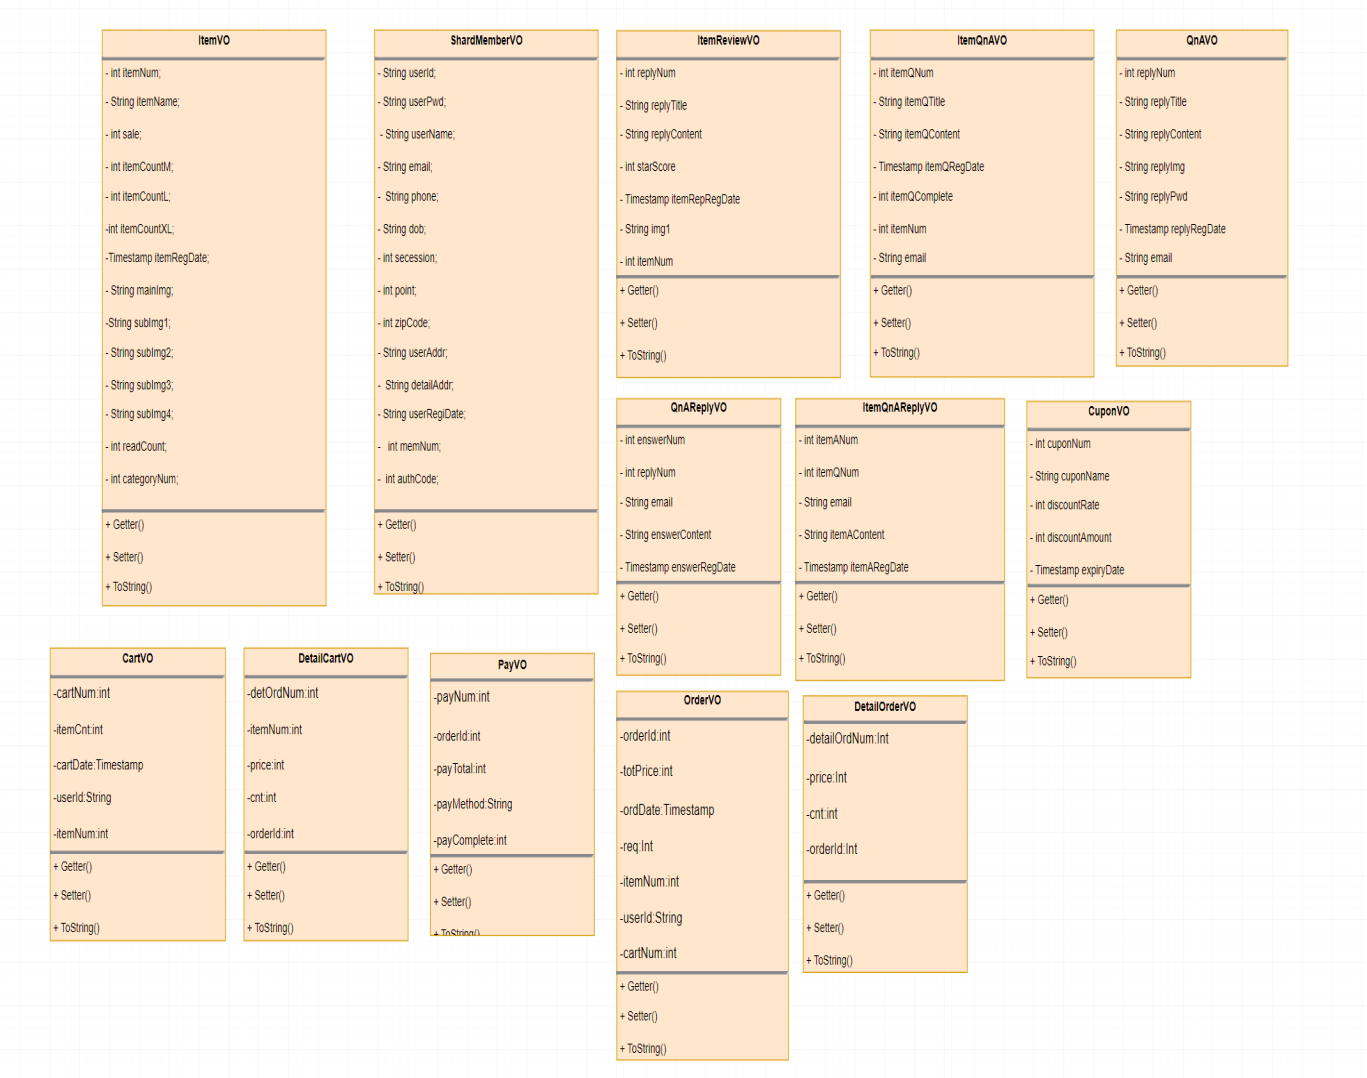 ItemVO
- int itemNum;
- String itemName;
- int sale;
- int itemCountM;
- int itemCountL;
-int itemCountXL;
-Timestamp itemRegDate;
- String mainImg;
-String subImg1;
- String subImg2;
- String subImg3;
- String subImg4;
- int readCount;
- int categoryNum;
+ Getter()
+ Setter()
+ ToString()
ShardMemberVO
- String userId;
- String userPwd;
- String userName;
- String email;
- String phone;
- String dob;
- int secession;
- int point;
- int zipCode;
- String userAddr;
- String detailAddr;
- String userRegiDate;
- int memNum;
- int authCode;
+ Getter()
+ Setter()
+ ToString()
ItemReviewVO
- int replyNum
- String replyTitle
- String replyContent
- int starScore
- Timestamp itemRepRegDate
- String img1
- int itemNum
+ Getter()
+ Setter()
+ ToString()
ItemQnAVO
- int itemQNum
- String itemQTitle
- String itemQContent
- Timestamp itemQRegDate
- int itemQComplete
- int itemNum
- String email
+ Getter()
+ Setter()
+ ToString()
QnAVO
- int replyNum
- String replyTitle
- String replyContent
- String replyImg
- String replyPwd
- Timestamp replyRegDate
- String email
+ Getter()
+ Setter()
+ ToString()
QnAReplyVO
- int enswerNum
- int replyNum
- String email
- String enswerContent
- Timestamp enswerRegDate
+ Getter()
+ Setter()
+ ToString()
ItemQnAReplyVO
- int itemANum
- int itemQNum
- String email
- String itemAContent
- Timestamp itemARegDate
+ Getter()
+ Setter()
+ ToString()
CuponVO
- int cuponNum
- String cuponName
- int discountRate
- int discountAmount
- Timestamp expiryDate
+ Getter()
+ Setter()
+ ToString()
CartVO
-cartNum:int
-itemCnt:int
-cartDate:Timestamp
-userId:String
-itemNum:int
+ Getter()
+ Setter()
+ ToString()
DetailCartVO
-detOrdNum:int
-itemNum:int
-price:int
-cnt:int
-orderId:int
+ Getter()
+ Setter()
+ ToString()
PayVO
-payNum:int
-orderId:int
-payTotal:int
-payMethod:String
-payComplete:int
+ Getter()
+ Setter()
+ ToString()
OrderVO
-orderId:int
-totPrice:int
-ordDate:Timestamp
-req:Int
-itemNum:int
-userId:String
-cartNum:int
+ Getter()
+ Setter()
+ ToString()
DetailOrderVO
-detailOrdNum:Int
-price:Int
-cnt:int
-orderId:Int
+ Getter()
+ Setter()
+ ToString()